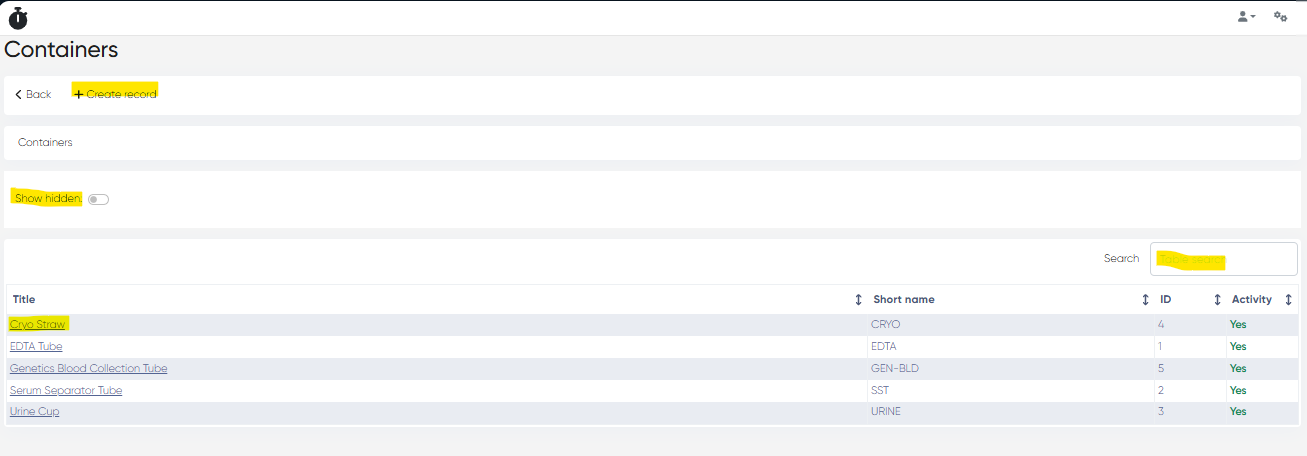 Containers
Back Create record
Containers
Show hidden:
Search Table search
Title Short name ID Activity
Cryo Straw CRYO 4 Yes
EDTA Tube EDTA 1 Yes
Genetics Blood Collection Tube GEN-BLD 5 Yes
Serum Separator Tube SST 2 Yes
Urine Cup URINE 3 Yes